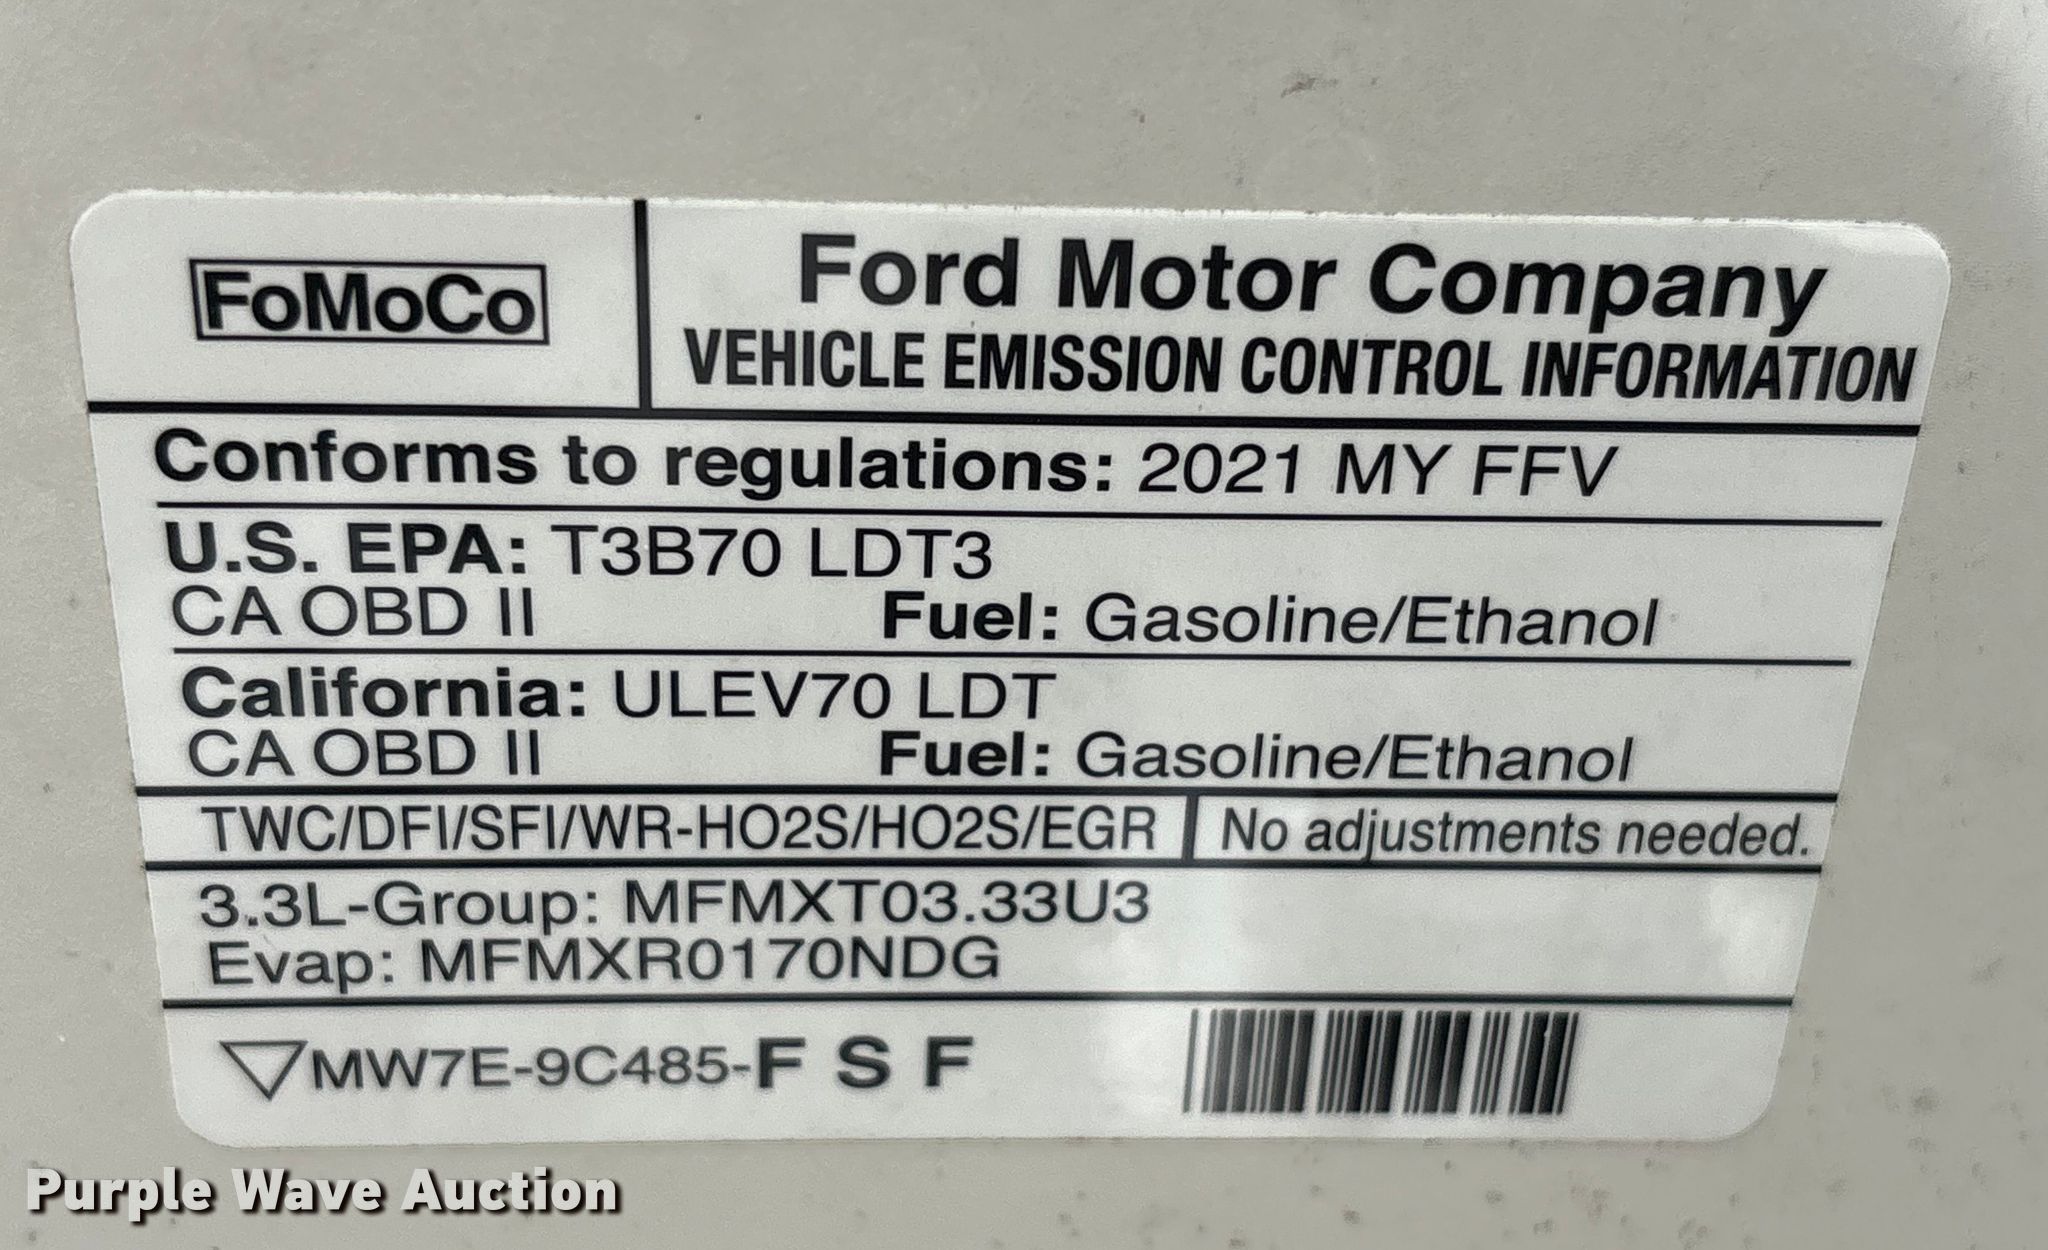 FoMoCo
Ford Motor Company
VEHICLE EMISSION CONTROL INFORMATION
Conforms to regulations: 2021 MY FFV
U.S. EPA: T3B70 LDT3
CA OBD II Fuel: Gasoline/Ethanol
California: ULEV70 LDT
CA OBD II Fuel: Gasoline/Ethanol
TWC/DFI/SFI/WR-HO2S/HO2S/EGR No adjustments needed.
3.3L-Group: MFMXT03.33U3
Evap: MFMXR0170NDG
MW7E-9C485-F S F
Purple Wave Auction